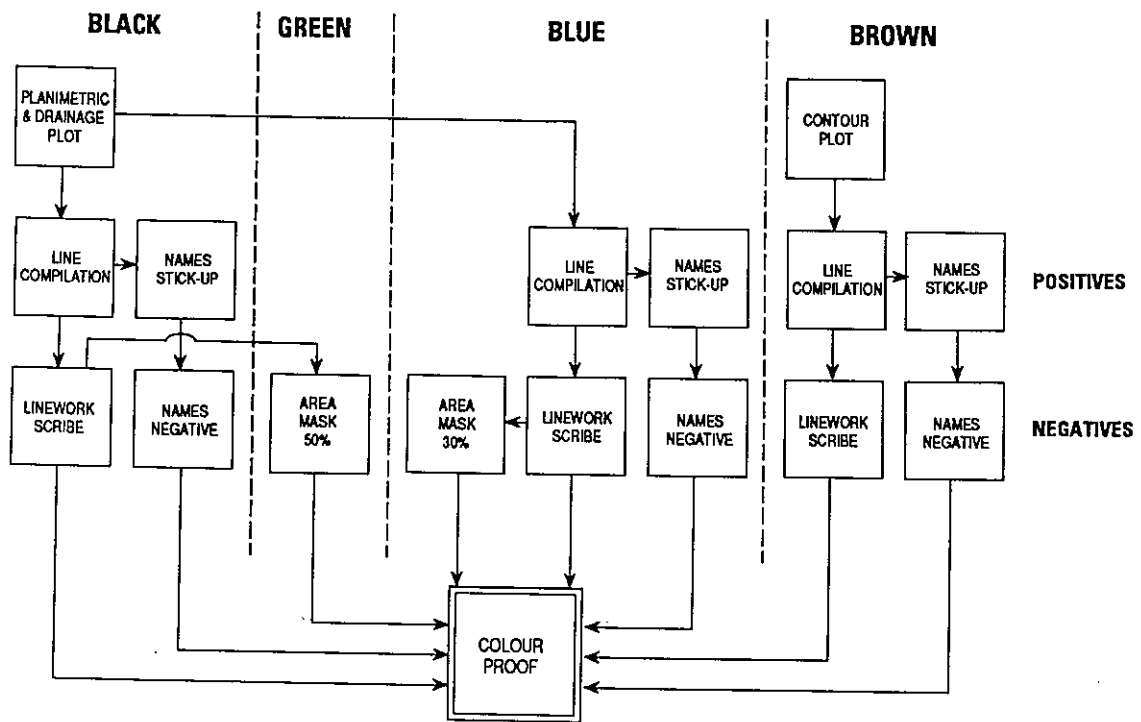 BLACK
GREEN
BLUE
BROWN
PLANIMETRIC
& DRAINAGE
PLOT
CONTOUR
PLOT
LINE
COMPILATION
NAMES
STICK-UP
LINE
COMPILATION
NAMES
STICK-UP
LINE
COMPILATION
NAMES
STICK-UP
POSITIVES
LINEWORK
SCRIBE
NAMES
NEGATIVE
AREA
MASK
50%
AREA
MASK
30%
LINEWORK
SCRIBE
NAMES
NEGATIVE
LINEWORK
SCRIBE
NAMES
NEGATIVE
NEGATIVES
COLOUR
PROOF